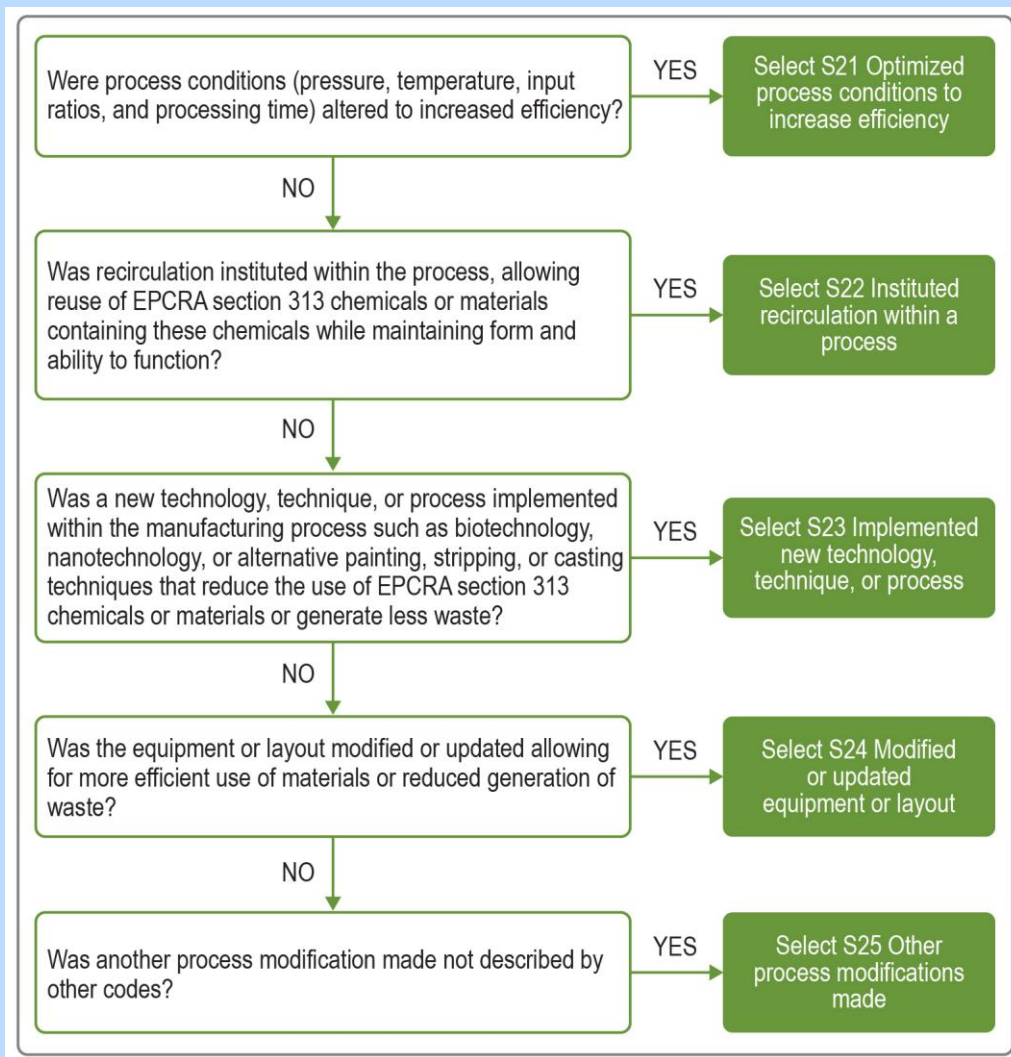 Were process conditions (pressure, temperature, input
ratios, and processing time) altered to increased efficiency?
YES
Select S21 Optimized
process conditions to
increase efficiency
NO
Was recirculation instituted within the process, allowing
reuse of EPCRA section 313 chemicals or materials
containing these chemicals while maintaining form and
ability to function?
YES
Select S22 Instituted
recirculation within a
process
NO
Was a new technology, technique, or process implemented
within the manufacturing process such as biotechnology,
nanotechnology, or alternative painting, stripping, or casting
techniques that reduce the use of EPCRA section 313
chemicals or materials or generate less waste?
YES
Select S23 Implemented
new technology,
technique, or process
NO
Was the equipment or layout modified or updated allowing
for more efficient use of materials or reduced generation of
waste?
YES
Select S24 Modified
or updated
equipment or layout
NO
Was another process modification made not described by
other codes?
YES
Select S25 Other
process modifications
made